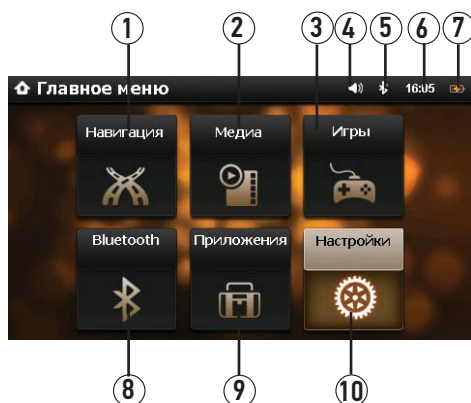 1 2 3 4 5 6 7
Главное меню 16:05
Навигация Медиа Игры
Bluetooth Приложения Настройки
8 9 10